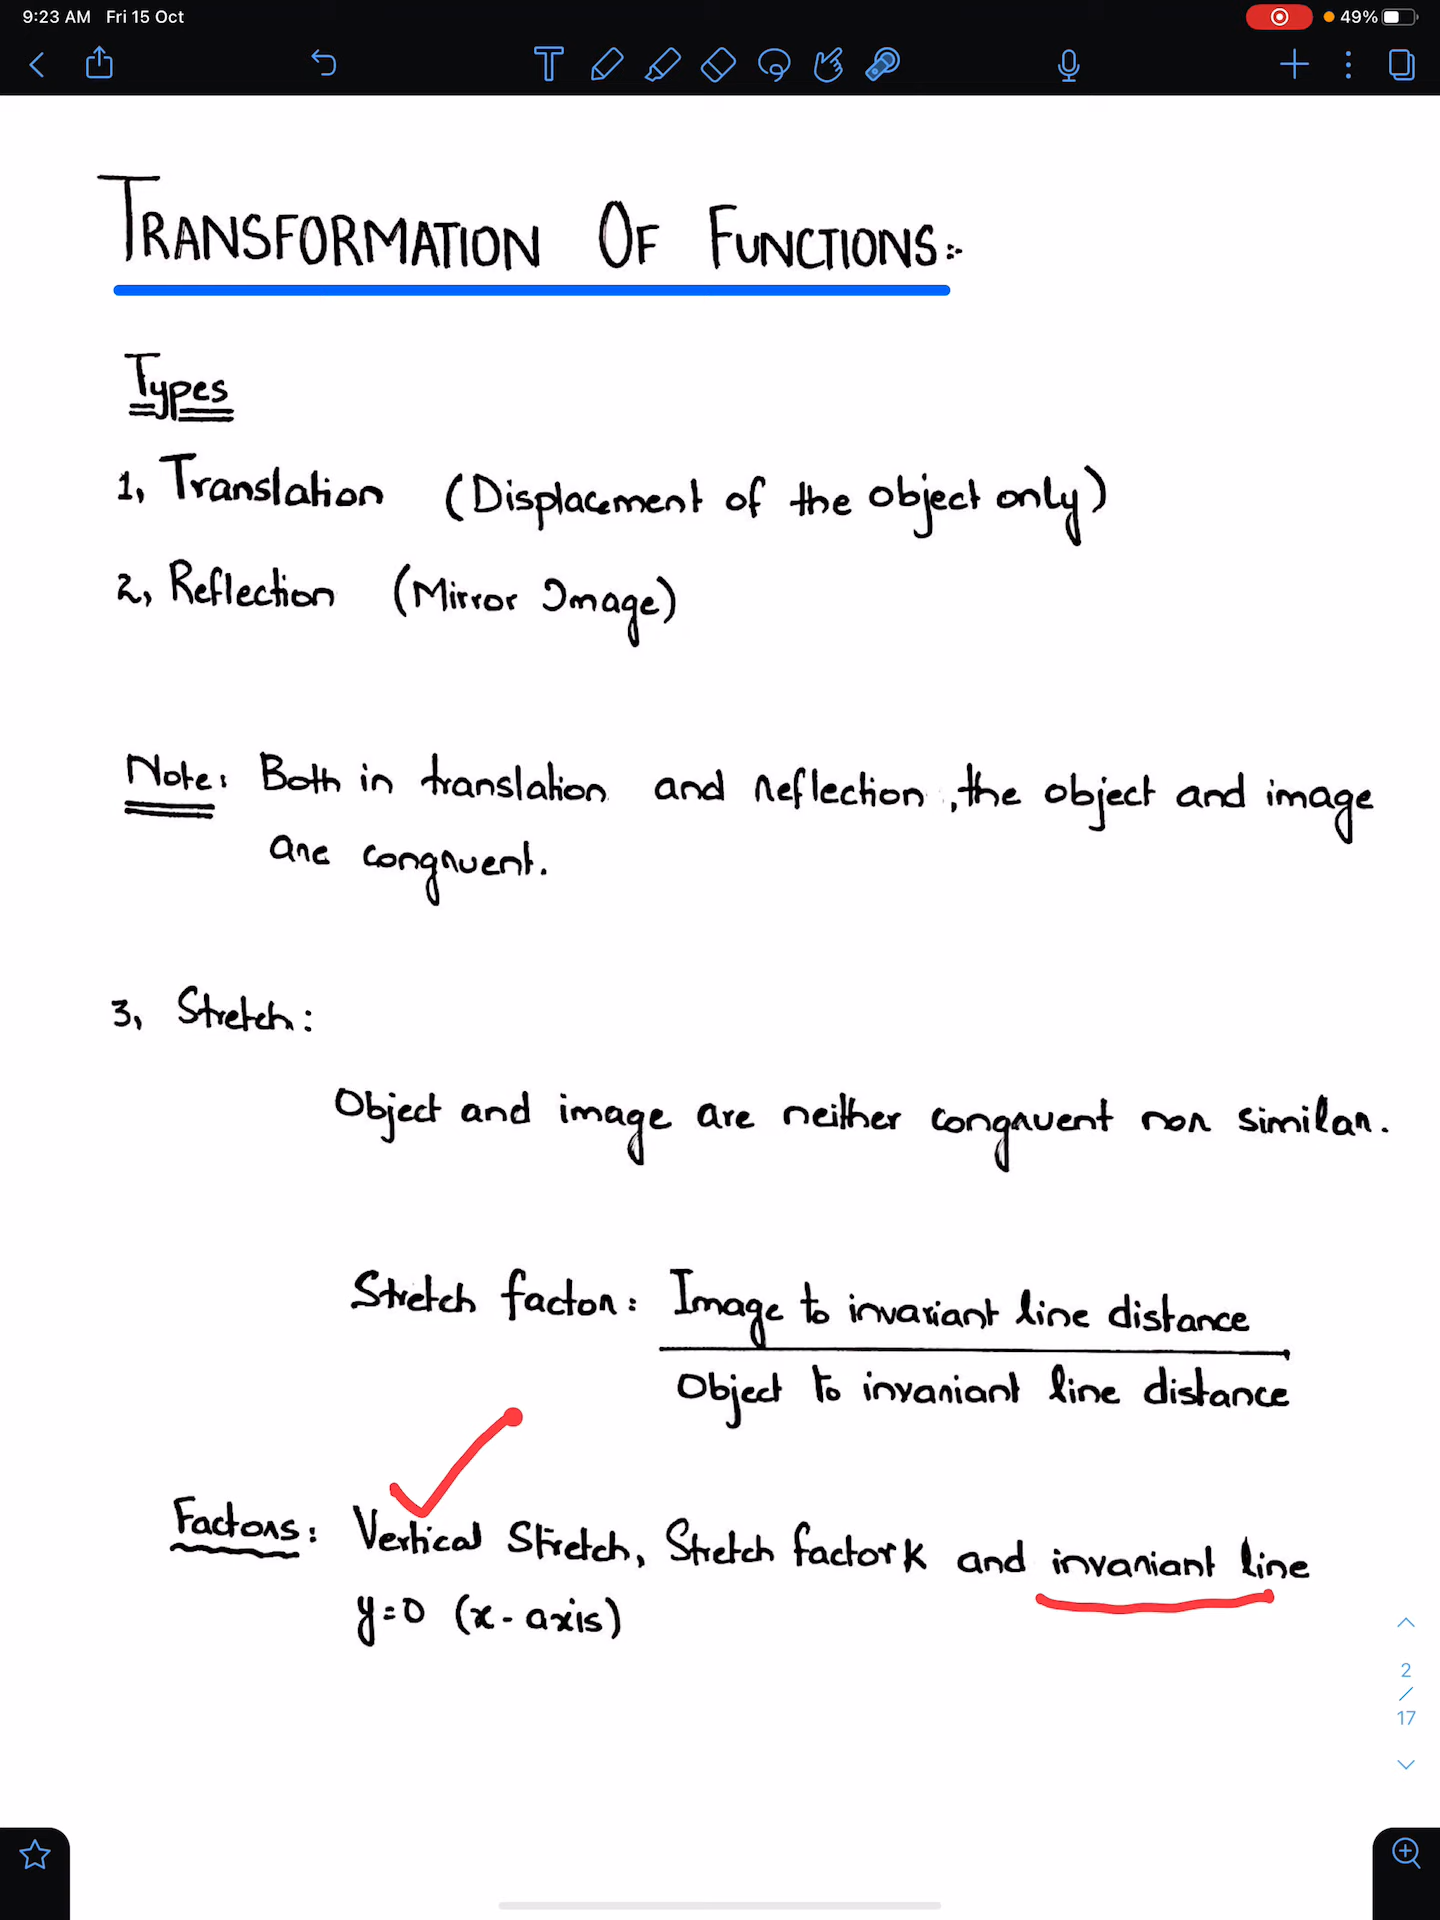 9:23 AM Fri 15 Oct
49%
T
TRANSFORMATION OF FUNCTIONS:-
Types
1, Translation (Displacement of the object only)
2, Reflection (Mirror Image)
Note: Both in translation and reflection, the object and image
are congruent.
3, Stretch:
Object and image are neither congruent nor similar.
Stretch factor: Image to invariant line distance
Object to invariant line distance
Factors: Vertical Stretch, Stretch factor K and invariant line
y=0 (x-axis)
2
/
17